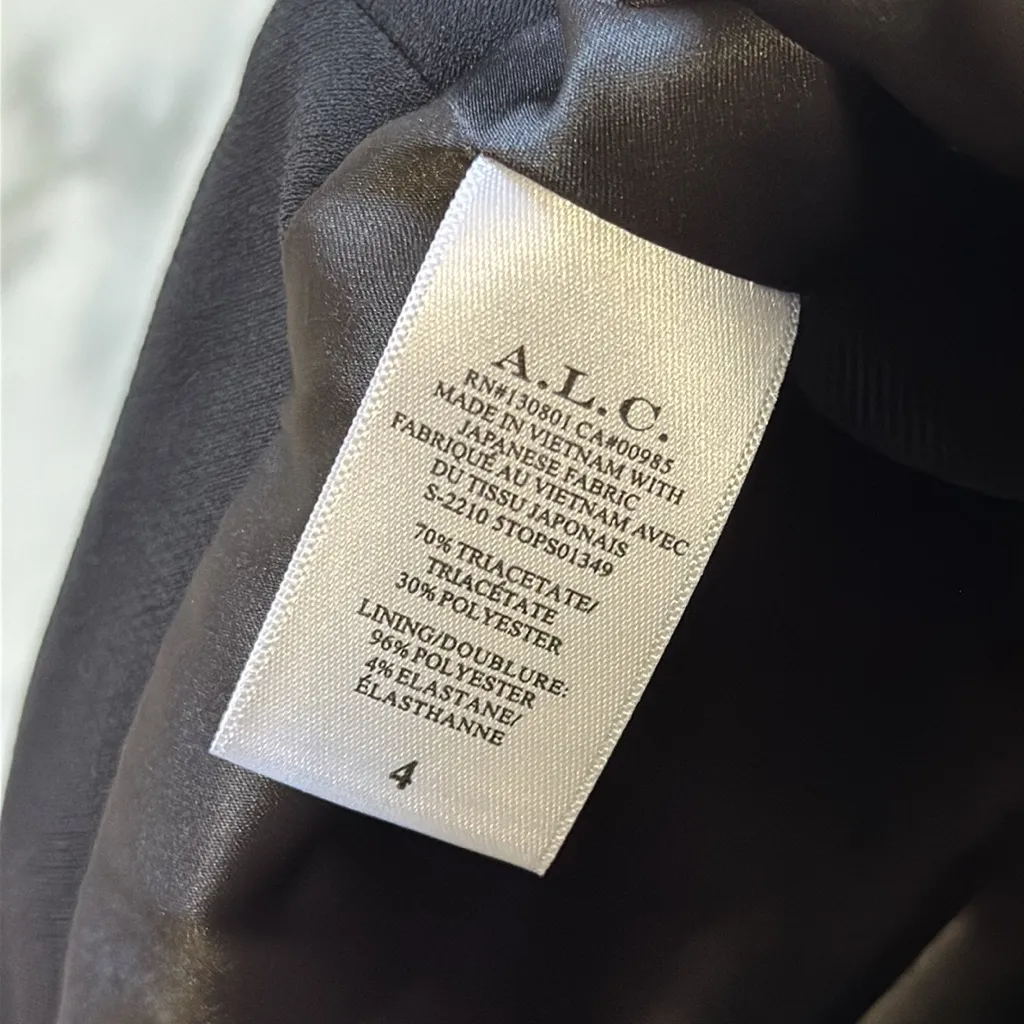 A.L.C.
RN#130801 CA#00985
MADE IN VIETNAM WITH
JAPANESE FABRIC
FABRIQUÉ AU VIETNAM AVEC
DU TISSU JAPONAIS
S-2210 5TOPS01349
70% TRIACETATE/
TRIACÉTATE
30% POLYESTER
LINING/DOUBLURE:
96% POLYESTER
4% ELASTANE/
ÉLASTHANNE
4